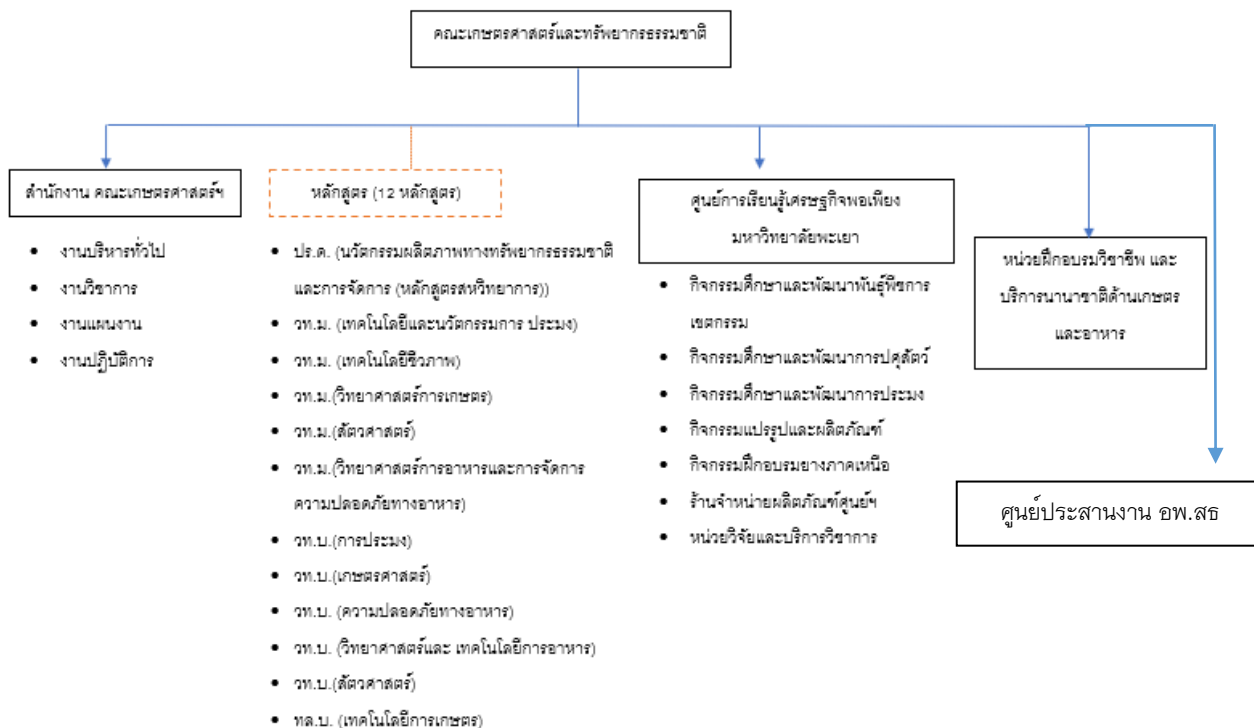 คณะเกษตรศาสตร์และทรัพยากรธรรมชาติ
สำนักงาน คณะเกษตรศาสตร์ฯ
• งานบริหารทั่วไป
• งานวิชาการ
• งานแผนงาน
• งานปฏิบัติการ
หลักสูตร (12 หลักสูตร)
• ปร.ด. (นวัตกรรมผลิตภาพทางทรัพยากรธรรมชาติ
และการจัดการ (หลักสูตรสหวิทยาการ))
• วท.ม. (เทคโนโลยีและนวัตกรรมการ ประมง)
• วท.ม. (เทคโนโลยีชีวภาพ)
• วท.ม.(วิทยาศาสตร์การเกษตร)
• วท.ม.(สัตวศาสตร์)
• วท.ม.(วิทยาศาสตร์การอาหารและการจัดการ
ความปลอดภัยทางอาหาร)
• วท.บ.(การประมง)
• วท.บ.(เกษตรศาสตร์)
• วท.บ. (ความปลอดภัยทางอาหาร)
• วท.บ. (วิทยาศาสตร์และ เทคโนโลยีการอาหาร)
• วท.บ.(สัตวศาสตร์)
• ทล.บ. (เทคโนโลยีการเกษตร)
ศูนย์การเรียนรู้เศรษฐกิจพอเพียง
มหาวิทยาลัยพะเยา
• กิจกรรมศึกษาและพัฒนาพันธุ์พืชการ
เขตกรรม
• กิจกรรมศึกษาและพัฒนาการปศุสัตว์
• กิจกรรมศึกษาและพัฒนาการประมง
• กิจกรรมแปรรูปและผลิตภัณฑ์
• กิจกรรมฝึกอบรมยางภาคเหนือ
• ร้านจำหน่ายผลิตภัณฑ์ศูนย์ฯ
• หน่วยวิจัยและบริการวิชาการ
หน่วยฝึกอบรมวิชาชีพ และ
บริการนานาชาติด้านเกษตร
และอาหาร
ศูนย์ประสานงาน อพ.สธ